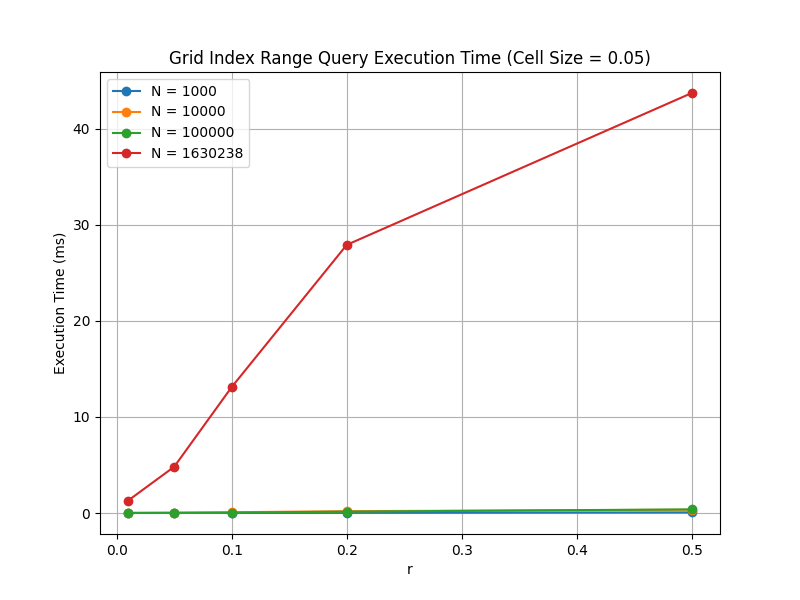 Grid Index Range Query Execution Time (Cell Size = 0.05)
N = 1000
N = 10000
N = 100000
N = 1630238
Execution Time (ms)
40
30
20
10
0
0.0 0.1 0.2 0.3 0.4 0.5
r